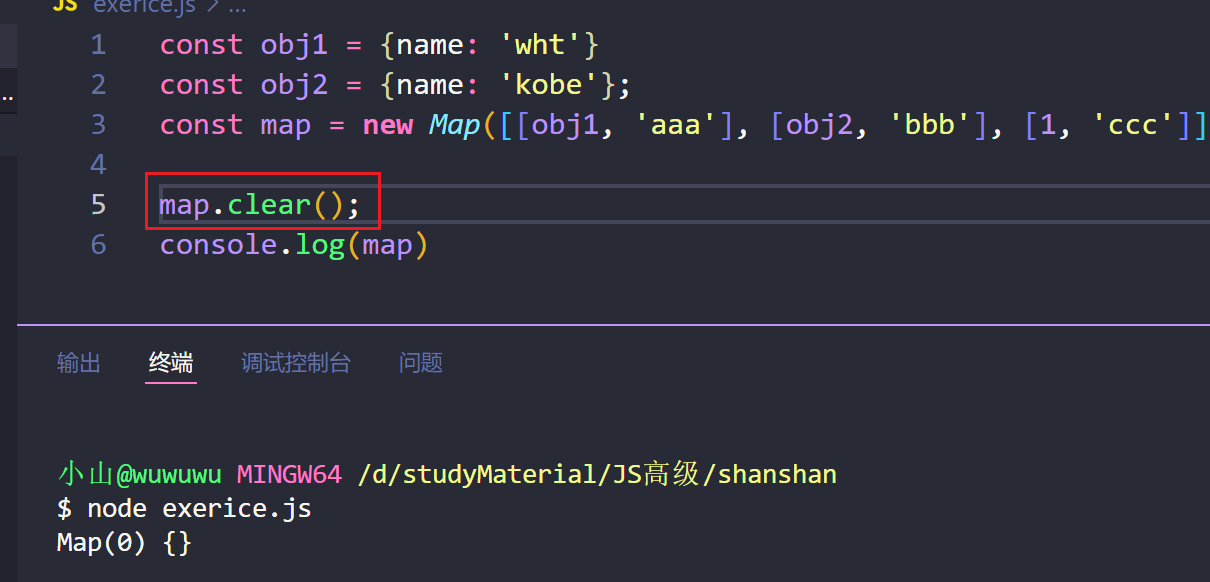 JS exerice.js > ...
1 const obj1 = {name: 'wht'}
2 const obj2 = {name: 'kobe'};
3 const map = new Map([[obj1, 'aaa'], [obj2, 'bbb'], [1, 'ccc']]
4
5 map.clear();
6 console.log(map)
输出 终端 调试控制台 问题
小山@wuwuwu MINGW64 /d/studyMaterial/JS高级/shanshan
$ node exerice.js
Map(0) {}